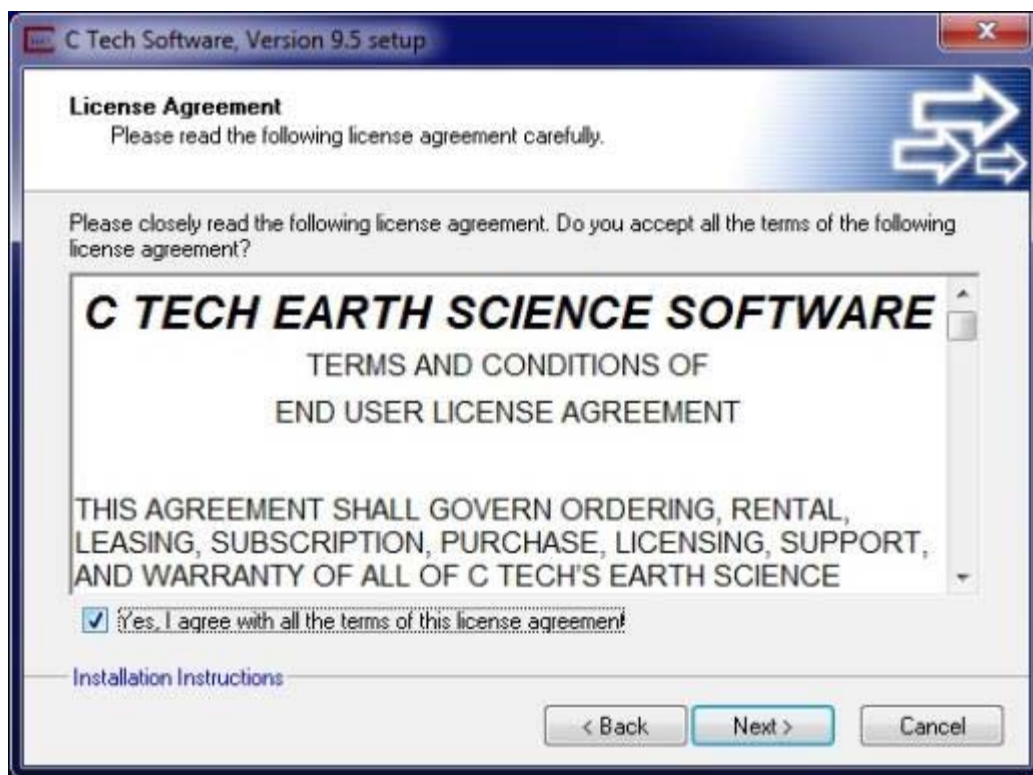 C Tech Software, Version 9.5 setup
License Agreement
Please read the following license agreement carefully.
Please closely read the following license agreement. Do you accept all the terms of the following
license agreement?
C TECH EARTH SCIENCE SOFTWARE
TERMS AND CONDITIONS OF
END USER LICENSE AGREEMENT
THIS AGREEMENT SHALL GOVERN ORDERING, RENTAL,
LEASING, SUBSCRIPTION, PURCHASE, LICENSING, SUPPORT,
AND WARRANTY OF ALL OF C TECH'S EARTH SCIENCE
Yes, I agree with all the terms of this license agreement
Installation Instructions
< Back
Next >
Cancel